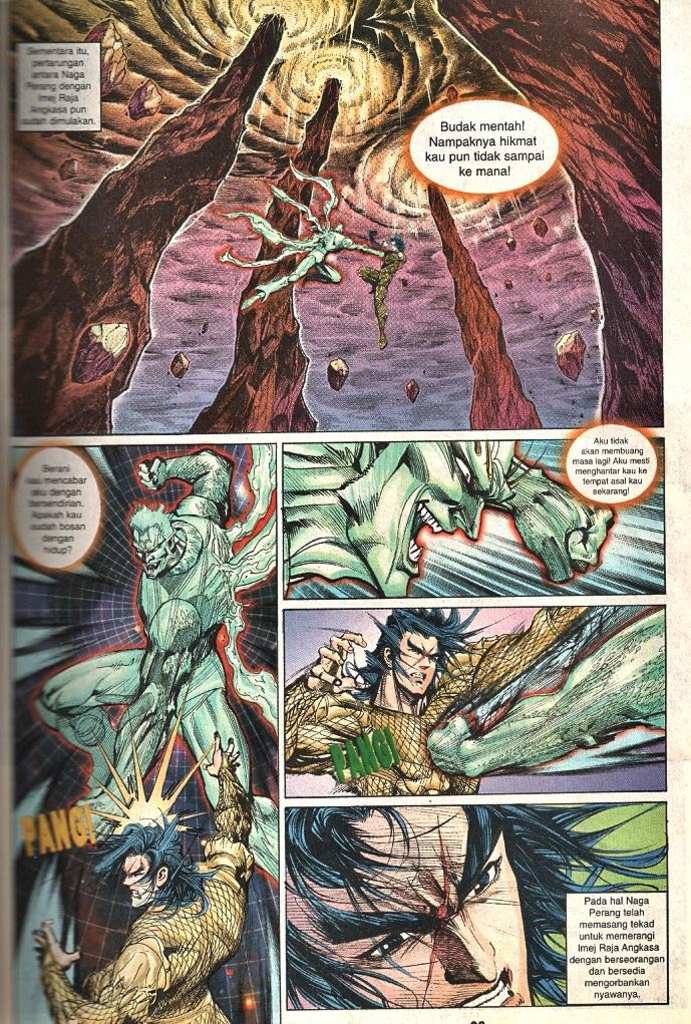 Sementara itu,
pertarungan
antara Naga
Perang dengan
Imej Raja
Angkasa pun
sudah dimulakan.
Budak mentah!
Nampaknya hikmat
kau pun tidak sampai
ke mana!
Berani
kau mencabar
aku dengan
bersendirian.
Apakah kau
sudah bosan
dengan
hidup?
PANG!
Aku tidak
akan membuang
masa lagi! Aku mesti
menghantar kau ke
tempat asal kau
sekarang!
PANG!
Pada hal Naga
Perang telah
memasang tekad
untuk memerangi
Imej Raja Angkasa
dengan berseorangan
dan bersedia
mengorbankan
nyawanya.